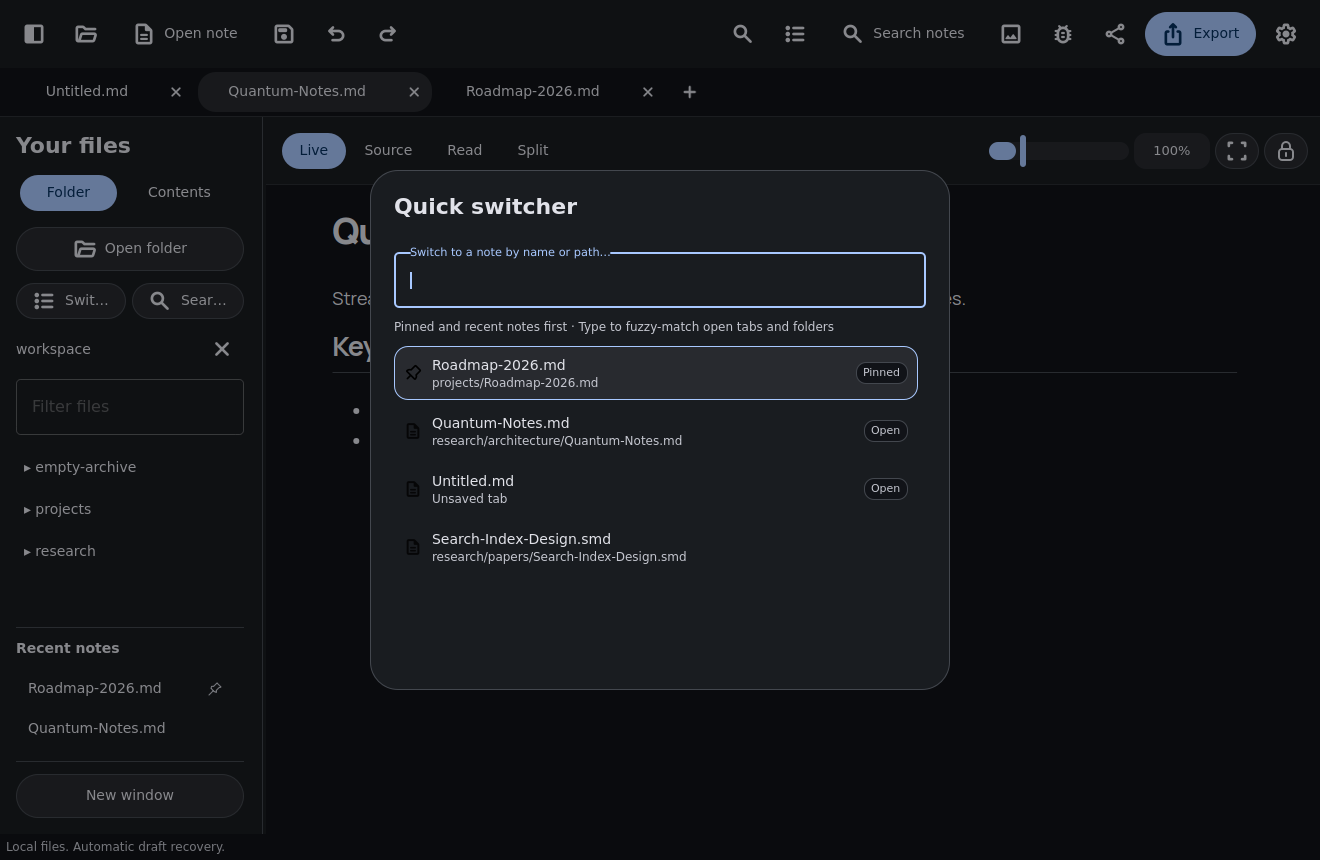 Open note
Search notes
Export
Untitled.md
Quantum-Notes.md
Roadmap-2026.md
Your files
Folder
Contents
Open folder
Swit…
Sear…
workspace
Filter files
▸ empty-archive
▸ projects
▸ research
Recent notes
Roadmap-2026.md
Quantum-Notes.md
New window
Live
Source
Read
Split
100%
Qu
Strea
es.
Key
Quick switcher
Switch to a note by name or path…
Pinned and recent notes first · Type to fuzzy-match open tabs and folders
Roadmap-2026.md
projects/Roadmap-2026.md
Pinned
Quantum-Notes.md
research/architecture/Quantum-Notes.md
Open
Untitled.md
Unsaved tab
Open
Search-Index-Design.smd
research/papers/Search-Index-Design.smd
Local files. Automatic draft recovery.